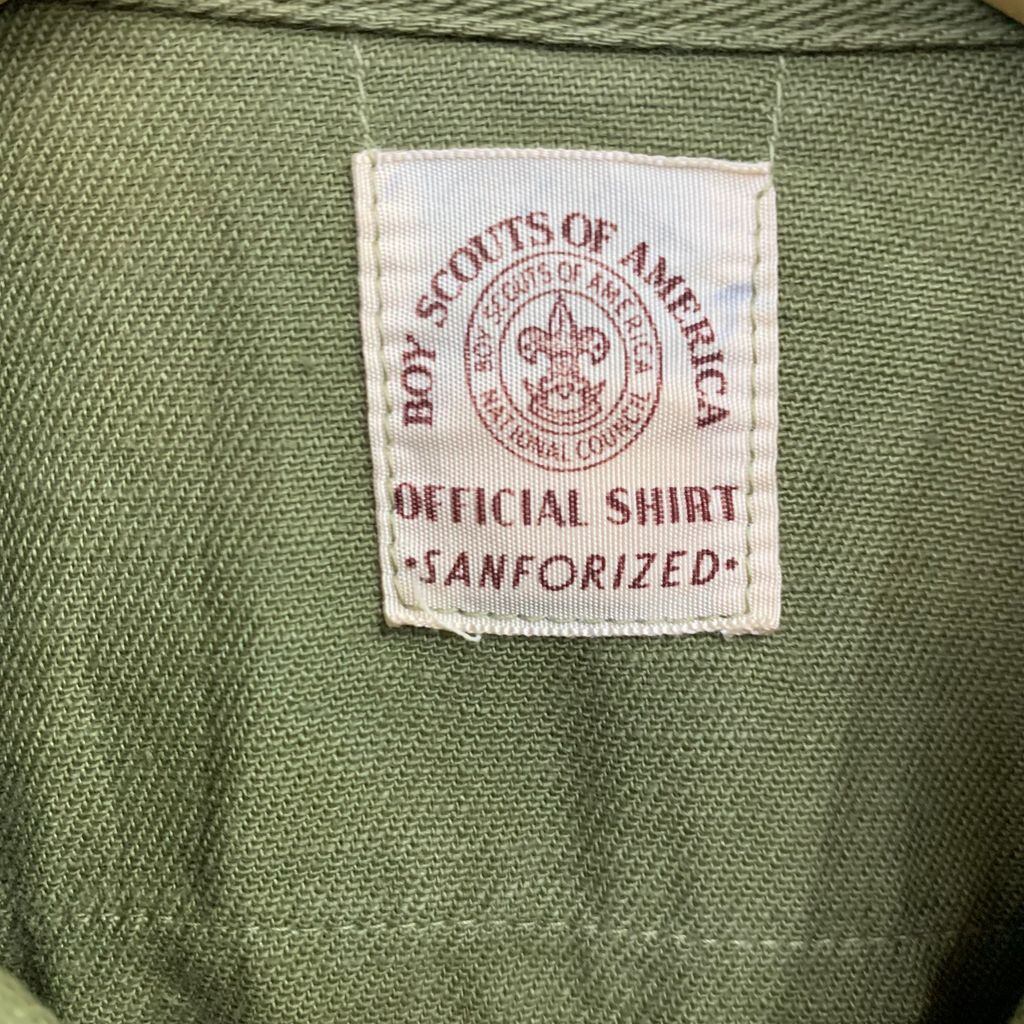 BOY SCOUTS OF AMERICA
BOY SCOUTS OF AMERICA
NATIONAL COUNCIL
OFFICIAL SHIRT
•SANFORIZED•